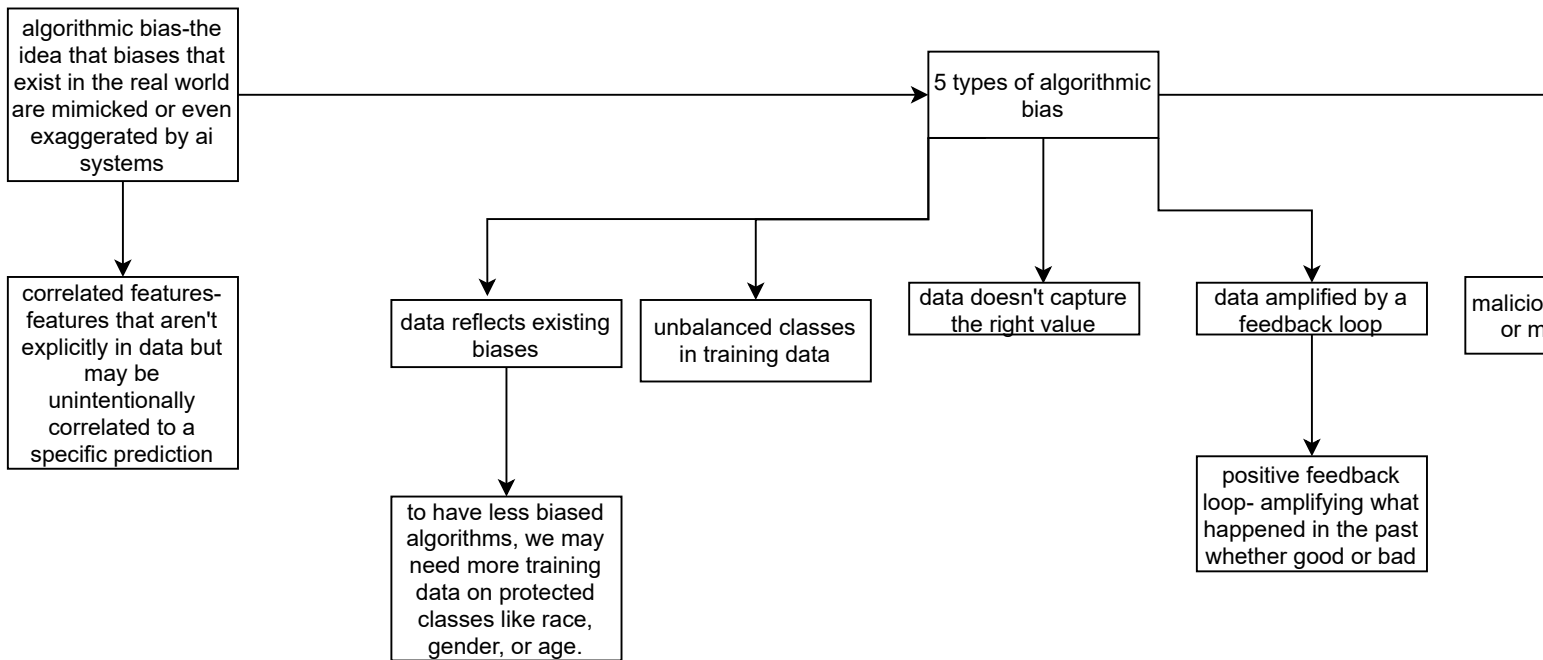 algorithmic bias-the
idea that biases that
exist in the real world
are mimicked or even
exaggerated by ai
systems
5 types of algorithmic
bias
correlated features-
features that aren't
explicitly in data but
may be
unintentionally
correlated to a
specific prediction
data reflects existing
biases
unbalanced classes
in training data
data doesn't capture
the right value
data amplified by a
feedback loop
or
to have less biased
algorithms, we may
need more training
data on protected
classes like race,
gender, or age.
positive feedback
loop- amplifying what
happened in the past
whether good or bad